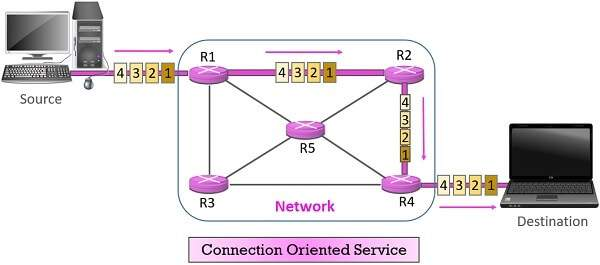 R1
R2
4 3 2 1
4 3 2 1
Source
4
3
2
1
R5
4 3 2 1
R3
Network
R4
Destination
Connection Oriented Service